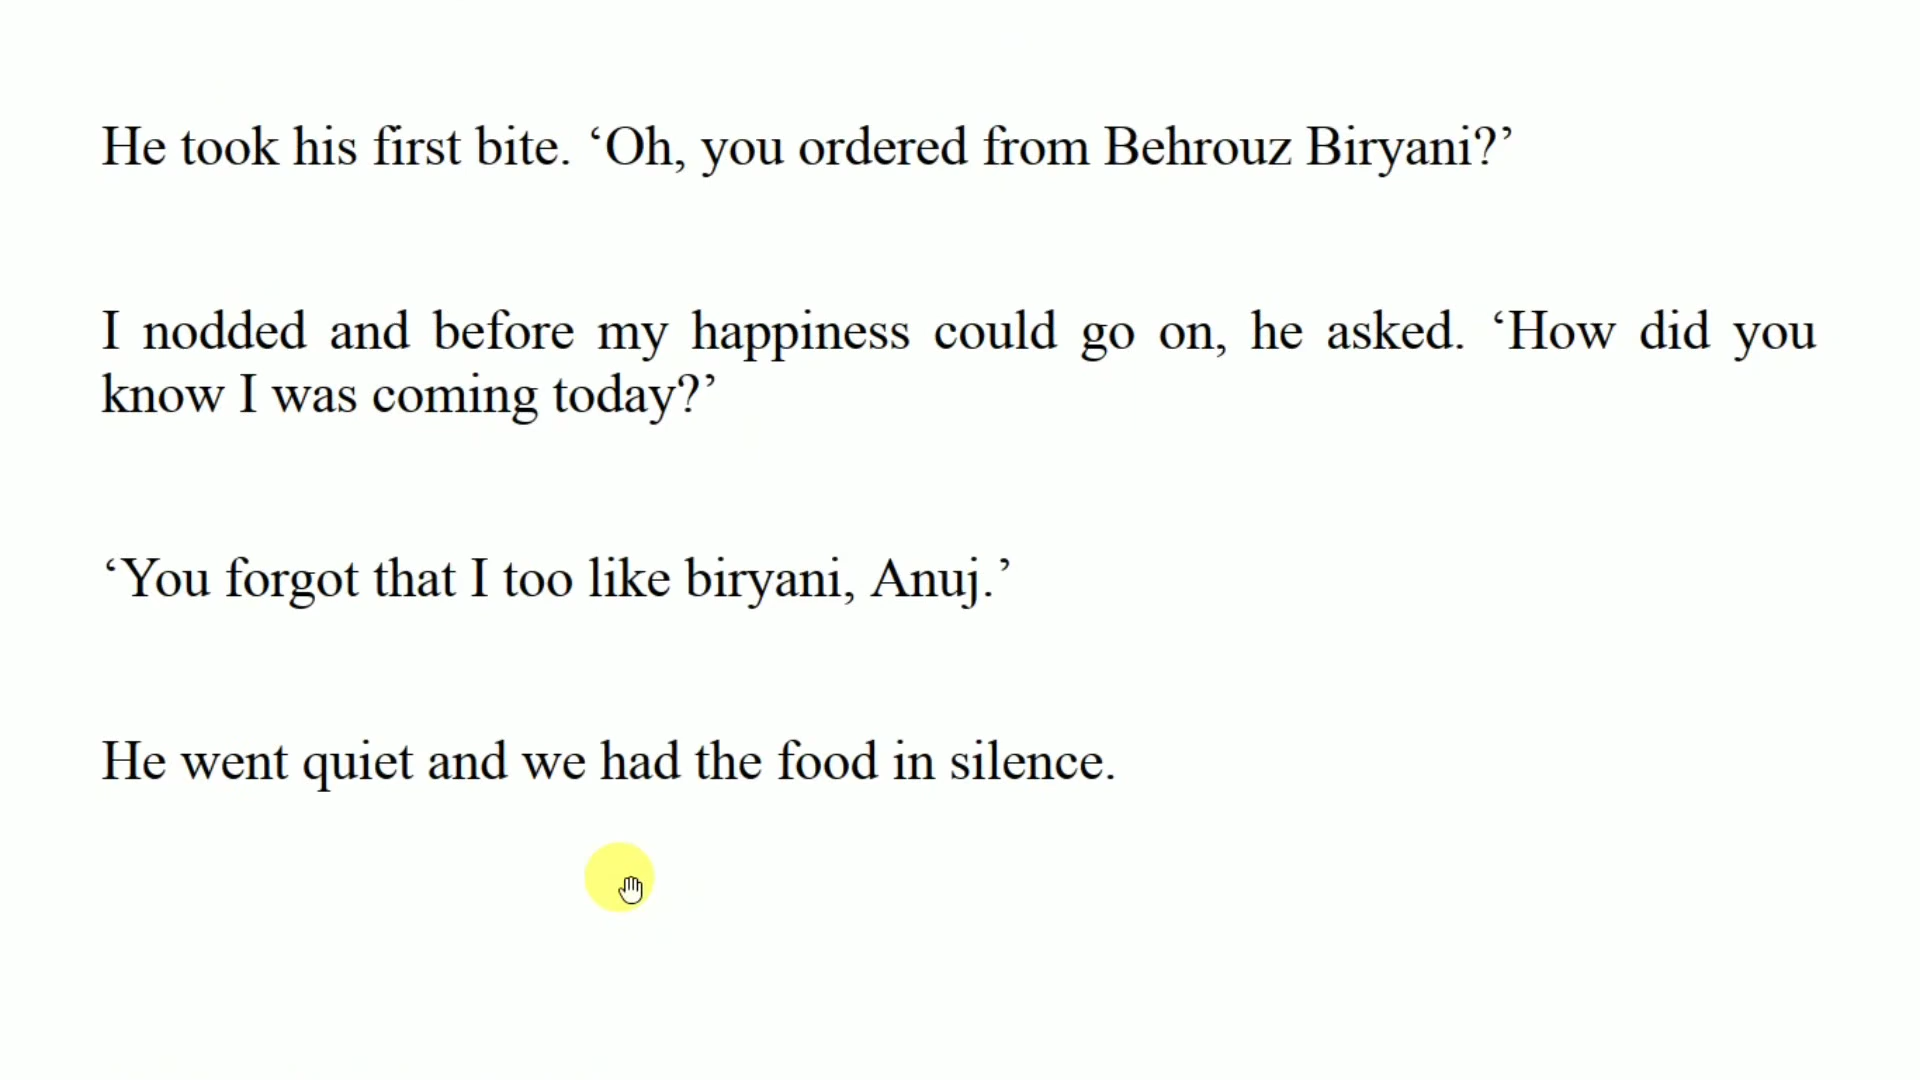 He took his first bite. ‘Oh, you ordered from Behrouz Biryani?’
I nodded and before my happiness could go on, he asked. ‘How did you
know I was coming today?’
‘You forgot that I too like biryani, Anuj.’
He went quiet and we had the food in silence.